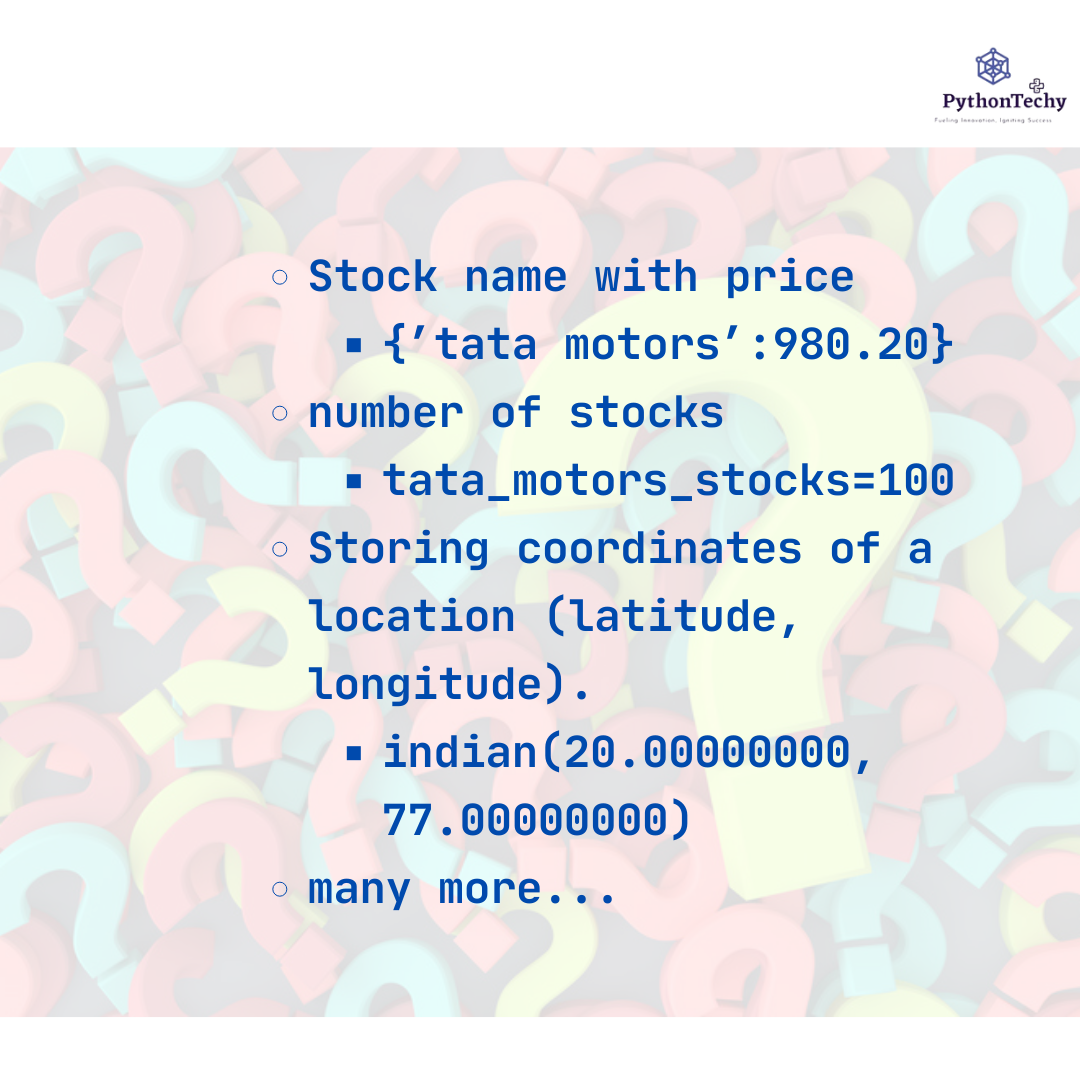 PythonTechy
Fueling Innovation, Igniting Success
Stock name with price
{’tata motors’:980.20}
number of stocks
tata_motors_stocks=100
Storing coordinates of a
location (latitude,
longitude).
indian(20.00000000,
77.00000000)
many more...